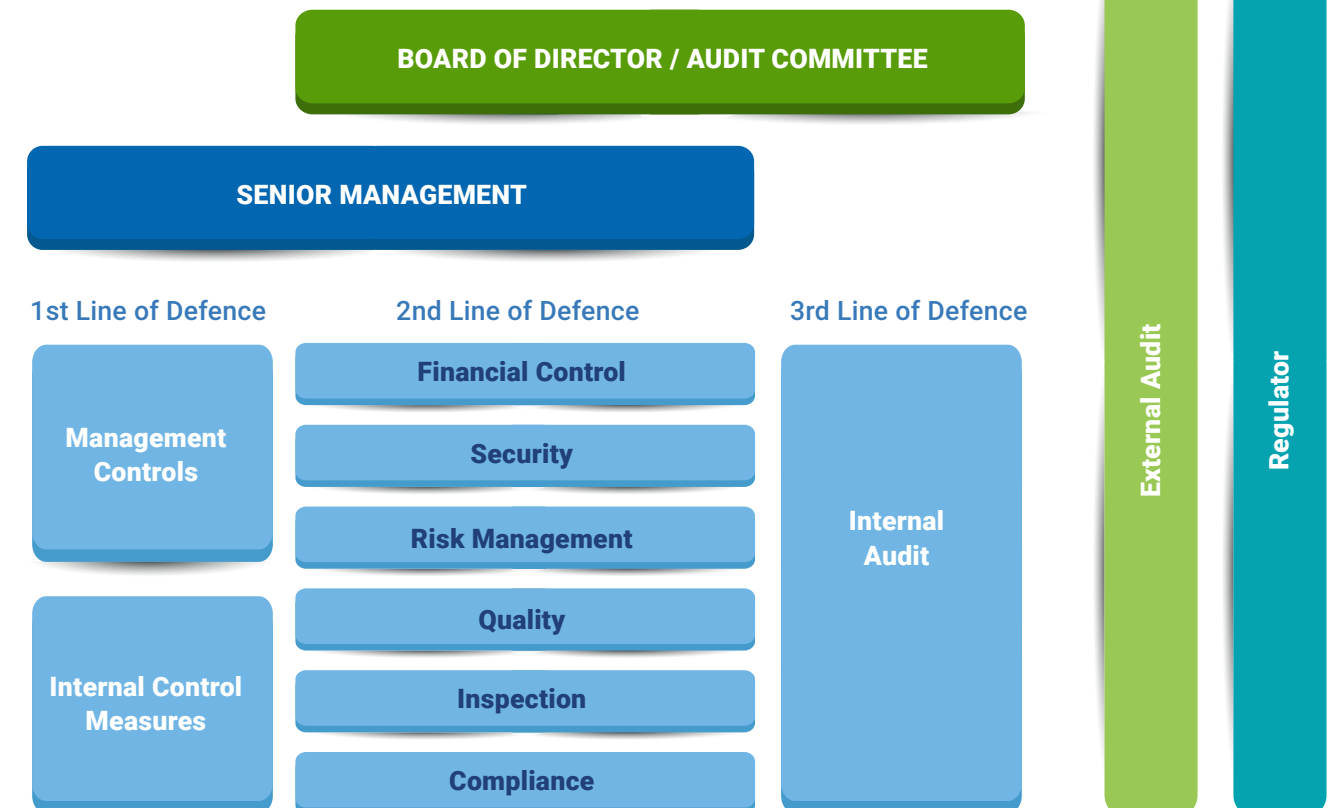 BOARD OF DIRECTOR / AUDIT COMMITTEE
SENIOR MANAGEMENT
1st Line of Defence
Management
Controls
Internal Control
Measures
2nd Line of Defence
Financial Control
Security
Risk Management
Quality
Inspection
Compliance
3rd Line of Defence
Internal
Audit
External Audit
Regulator